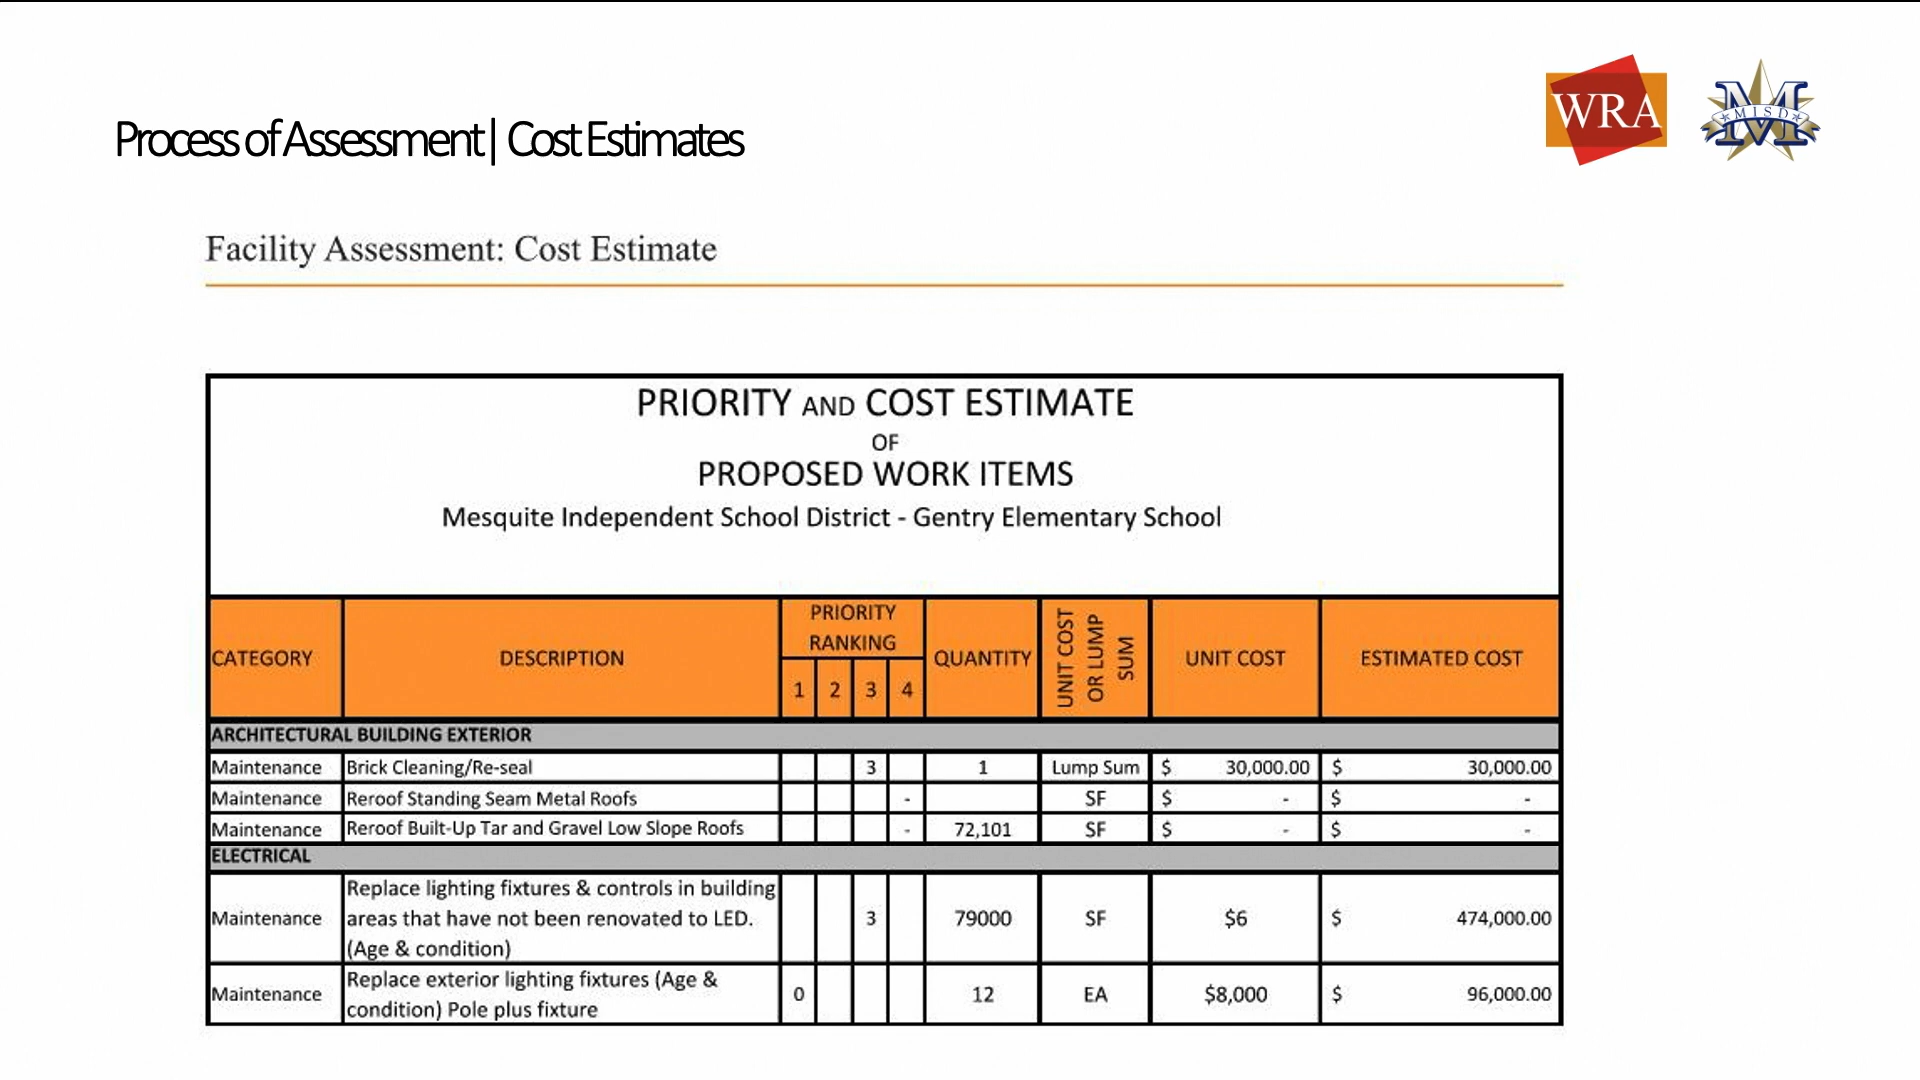 WRA
M
MISD
Process of Assessment | Cost Estimates
Facility Assessment: Cost Estimate
PRIORITY AND COST ESTIMATE
OF
PROPOSED WORK ITEMS
Mesquite Independent School District - Gentry Elementary School
CATEGORY DESCRIPTION PRIORITY RANKING 1 2 3 4 QUANTITY UNIT COST OR LUMP SUM UNIT COST ESTIMATED COST
ARCHITECTURAL BUILDING EXTERIOR
Maintenance Brick Cleaning/Re-seal 3 1 Lump Sum $ 30,000.00 $ 30,000.00
Maintenance Reroof Standing Seam Metal Roofs - SF $ - $ -
Maintenance Reroof Built-Up Tar and Gravel Low Slope Roofs - 72,101 SF $ - $ -
ELECTRICAL
Replace lighting fixtures & controls in building
Maintenance areas that have not been renovated to LED. 3 79000 SF $6 $ 474,000.00
(Age & condition)
Replace exterior lighting fixtures (Age &
Maintenance 0 12 EA $8,000 $ 96,000.00
condition) Pole plus fixture